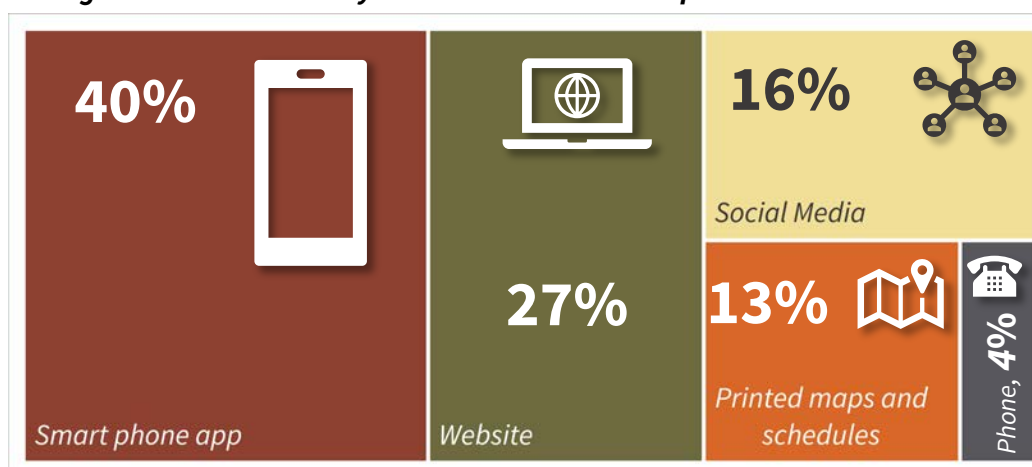 40%
Smart phone app
27%
Website
16%
Social Media
13%
Printed maps and
schedules
Phone, 4%